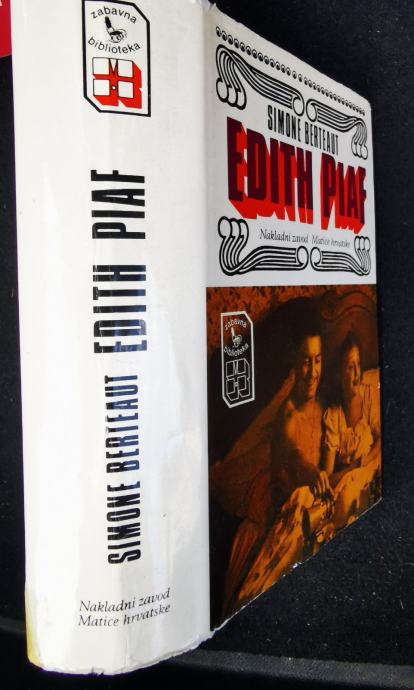 zabavna
biblioteka
SIMONE BERTEAUT EDITH PIAF
Nakladni zavod
Matice hrvatske
SIMONE BERTEAUT
EDITH PIAF
Nakladni zavod Matice hrvatske
zabavna
biblioteka